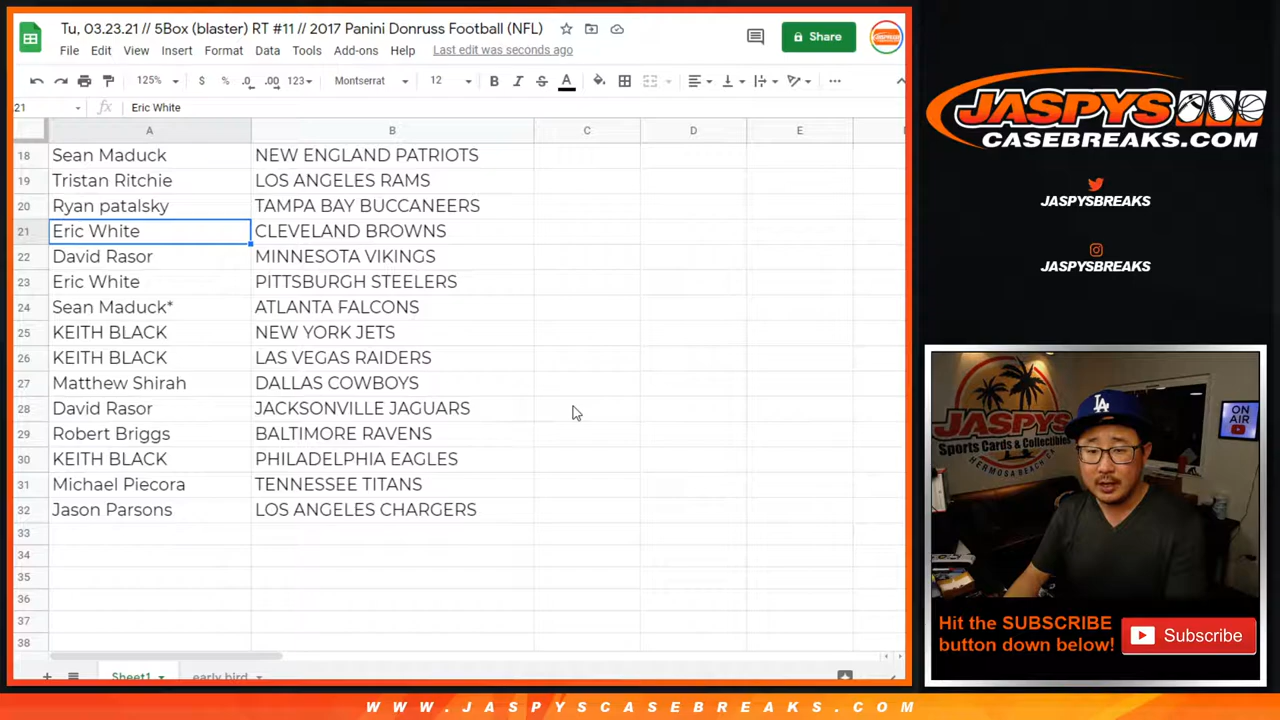 Tu, 03.23.21 // 5Box (blaster) RT #11 // 2017 Panini Donruss Football (NFL)
File Edit View Insert Format Data Tools Add-ons Help Last edit was seconds ago
Share
125% $ % .0 .00 123 Montserrat 12 B I S A
21 fx Eric White
A B C D E
18 Sean Maduck NEW ENGLAND PATRIOTS
19 Tristan Ritchie LOS ANGELES RAMS
20 Ryan patalsky TAMPA BAY BUCCANEERS
21 Eric White CLEVELAND BROWNS
22 David Rasor MINNESOTA VIKINGS
23 Eric White PITTSBURGH STEELERS
24 Sean Maduck* ATLANTA FALCONS
25 KEITH BLACK NEW YORK JETS
26 KEITH BLACK LAS VEGAS RAIDERS
27 Matthew Shirah DALLAS COWBOYS
28 David Rasor JACKSONVILLE JAGUARS
29 Robert Briggs BALTIMORE RAVENS
30 KEITH BLACK PHILADELPHIA EAGLES
31 Michael Piecora TENNESSEE TITANS
32 Jason Parsons LOS ANGELES CHARGERS
33
34
35
36
37
38
Sheet1 early bird
JASPYS
CASEBREAKS.COM
JASPYSBREAKS
JASPYSBREAKS
JASPYS
Sports Cards & Collectibles
HERMOSA BEACH, CA
LA
ON
AIR
Hit the SUBSCRIBE
button down below!
Subscribe
WWW.JASPYSCASEBREAKS.COM